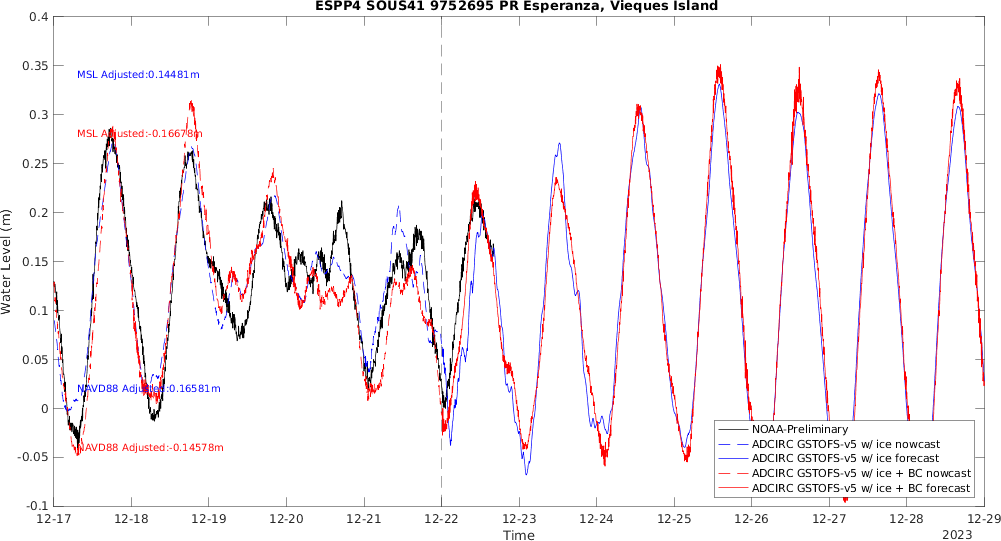 ESPP4 SOUS41 9752695 PR Esperanza, Vieques Island
0.4
0.35
0.3
0.25
0.2
0.15
0.1
0.05
0
-0.05
-0.1
Water Level (m)
MSL Adjusted:0.14481m
MSL Adjusted:-0.16678m
NAVD88 Adjusted:0.16581m
NAVD88 Adjusted:-0.14578m
NOAA-Preliminary
ADCIRC GSTOFS-v5 w/ ice nowcast
ADCIRC GSTOFS-v5 w/ ice forecast
ADCIRC GSTOFS-v5 w/ ice + BC nowcast
ADCIRC GSTOFS-v5 w/ ice + BC forecast
12-17 12-18 12-19 12-20 12-21 12-22 12-23 12-24 12-25 12-26 12-27 12-28 12-29
Time
2023